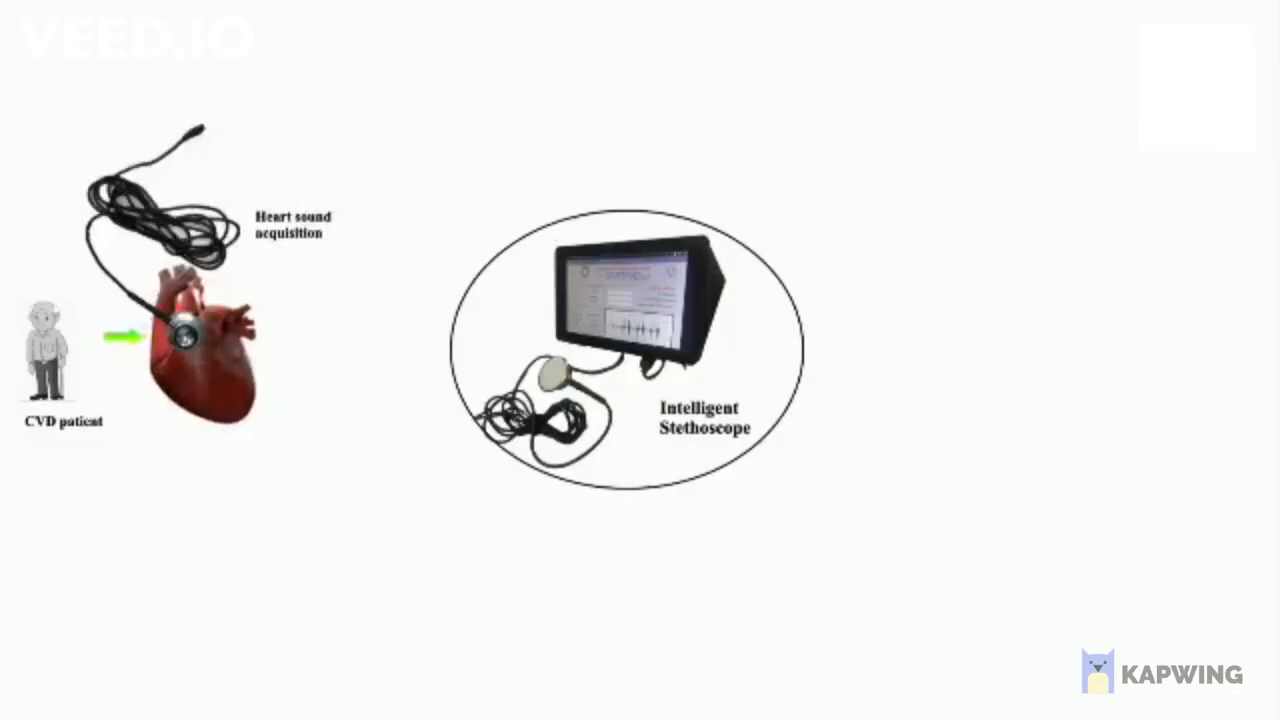 VEED.IO
Heart sound
acquisition
CVD patient
Intelligent
Stethoscope
KAPWING